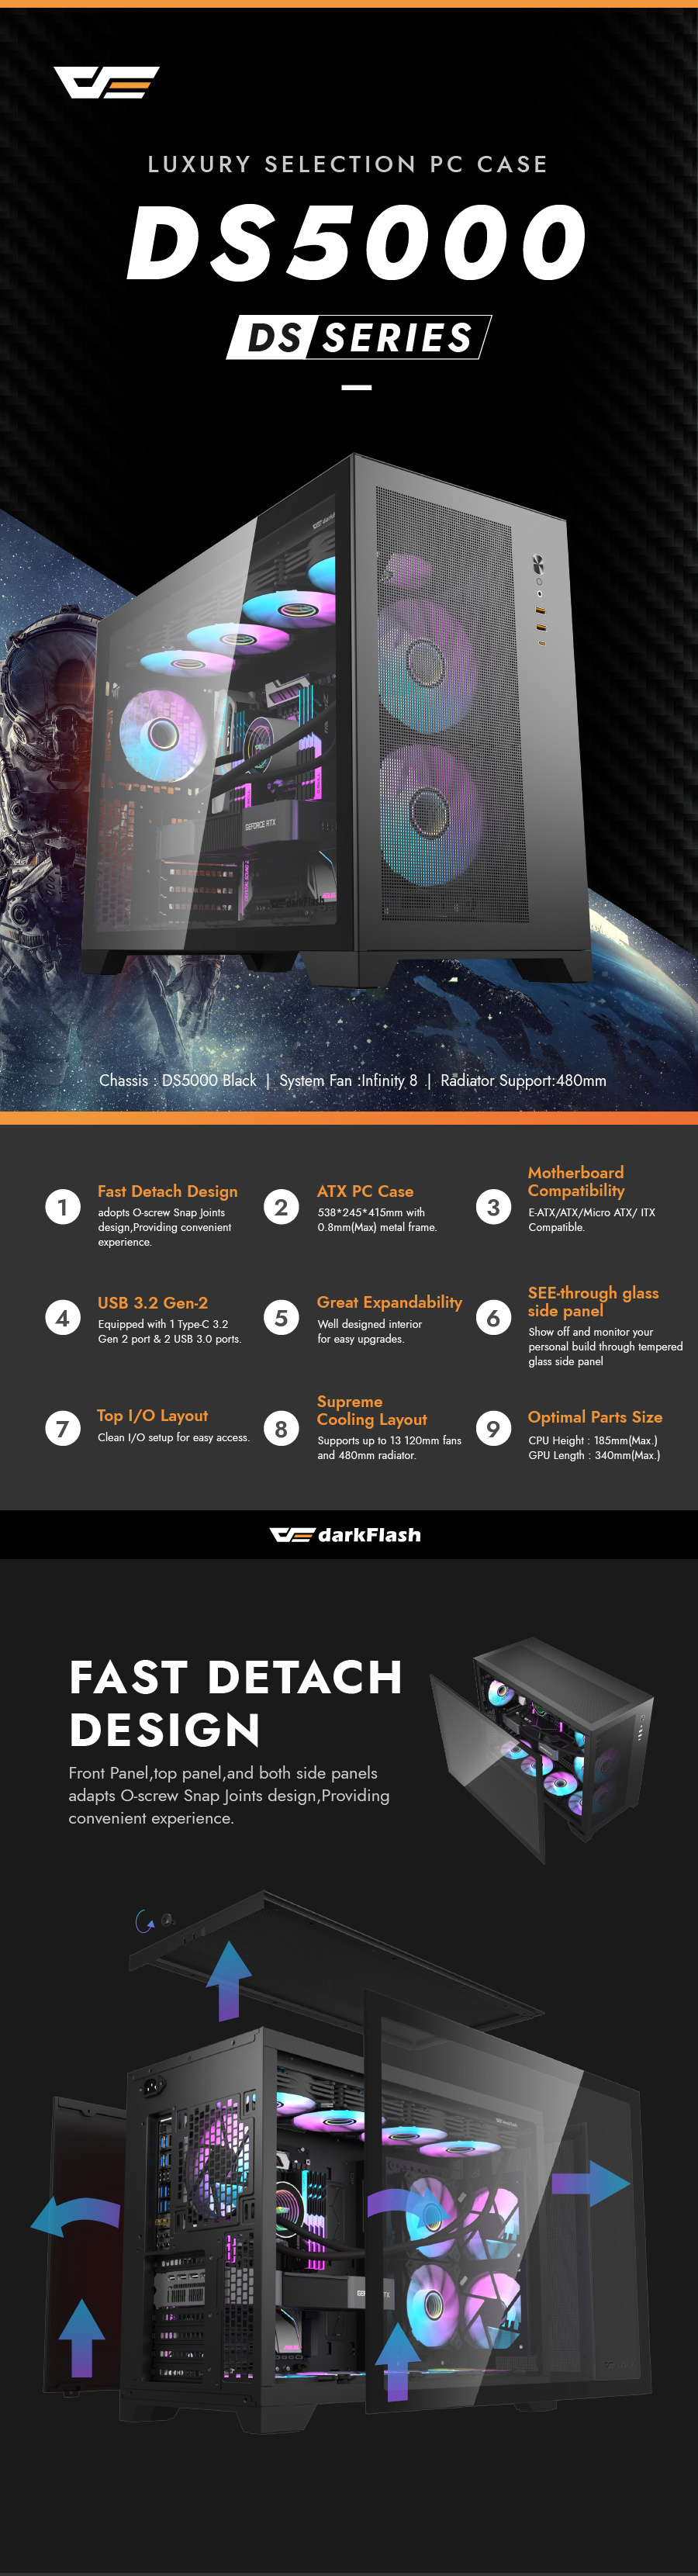 LUXURY SELECTION PC CASE
DS5000
DS SERIES
GEFORCE RTX
Chassis : DS5000 Black | System Fan :Infinity 8 | Radiator Support:480mm
1
Fast Detach Design
adopts O-screw Snap Joints
design,Providing convenient
experience.
2
ATX PC Case
538*245*415mm with
0.8mm(Max) metal frame.
3
Motherboard
Compatibility
E-ATX/ATX/Micro ATX/ ITX
Compatible.
4
USB 3.2 Gen-2
Equipped with 1 Type-C 3.2
Gen 2 port & 2 USB 3.0 ports.
5
Great Expandability
Well designed interior
for easy upgrades.
6
SEE-through glass
side panel
Show off and monitor your
personal build through tempered
glass side panel
7
Top I/O Layout
Clean I/O setup for easy access.
8
Supreme
Cooling Layout
Supports up to 13 120mm fans
and 480mm radiator.
9
Optimal Parts Size
CPU Height : 185mm(Max.)
GPU Length : 340mm(Max.)
darkFlash
FAST DETACH
DESIGN
Front Panel,top panel,and both side panels
adapts O-screw Snap Joints design,Providing
convenient experience.